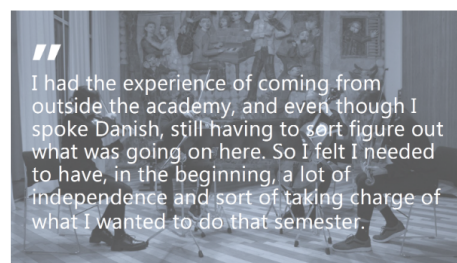 "
I had the experience of coming from
outside the academy, and even though I
spoke Danish, still having to sort figure out
what was going on here. So I felt I needed
to have, in the beginning, a lot of
independence and sort of taking charge of
what I wanted to do that semester.